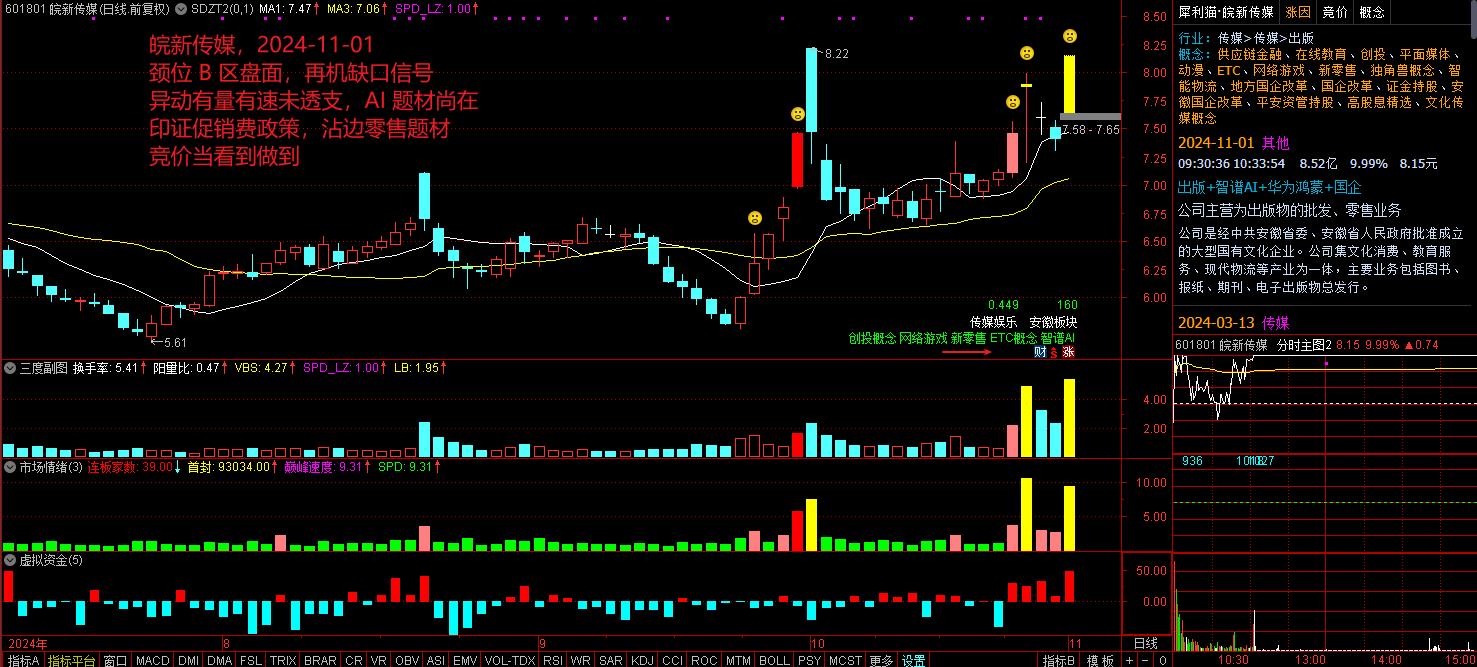 601801 皖新传媒(日线.前复权) SDZT2(0,1) MA1: 7.47↑ MA3: 7.06↑ SPD_LZ: 1.00↑
皖新传媒，2024-11-01
颈位 B 区盘面，再机缺口信号
异动有量有速未透支，AI 题材尚在
印证促销费政策，沾边零售题材
竞价当看到做到
8.22
7.58 - 7.65
5.61
0.449 160
传媒娱乐 安徽板块
创投概念 网络游戏 新零售 ETC概念 智谱AI
财 涨
8.50
8.25
8.00
7.75
7.50
7.25
7.00
6.75
6.50
6.25
6.00
三度副图 换手率: 5.41↑ 阳量比: 0.47↑ VBS: 4.27↑ SPD_LZ: 1.00↑ LB: 1.95↑
4.00
2.00
市场情绪(3) 连板家数: 39.00↓ 首封: 93034.00↑ 巅峰速度: 9.31↑ SPD: 9.31↑
10.00
5.00
虚拟资金(5)
50.00
0.00
2024年 8 9 10 11 日线
指标A 指标平台 窗口 MACD DMI DMA FSL TRIX BRAR CR VR OBV ASI EMV VOL-TDX RSI WR SAR KDJ CCI ROC MTM BOLL PSY MCST 更多 设置 指标B 模板 + - 0
犀利猫·皖新传媒 涨因 竞价 概念
行业: 传媒>传媒>出版
概念: 供应链金融、在线教育、创投、平面媒体、
动漫、ETC、网络游戏、新零售、独角兽概念、智
能物流、地方国企改革、国企改革、证金持股、安
徽国企改革、平安资管持股、高股息精选、文化传
媒概念
2024-11-01 其他
09:30:36 10:33:54 8.52亿 9.99% 8.15元
出版+智谱AI+华为鸿蒙+国企
公司主营为出版物的批发、零售业务
公司是经中共安徽省委、安徽省人民政府批准成立
的大型国有文化企业。公司集文化消费、教育服
务、现代物流等产业为一体，主要业务包括图书、
报纸、期刊、电子出版物总发行。
2024-03-13 传媒
601801 皖新传媒 分时主图2 8.15 9.99% ▲0.74
936
10:30 13:00 14:00 15:00